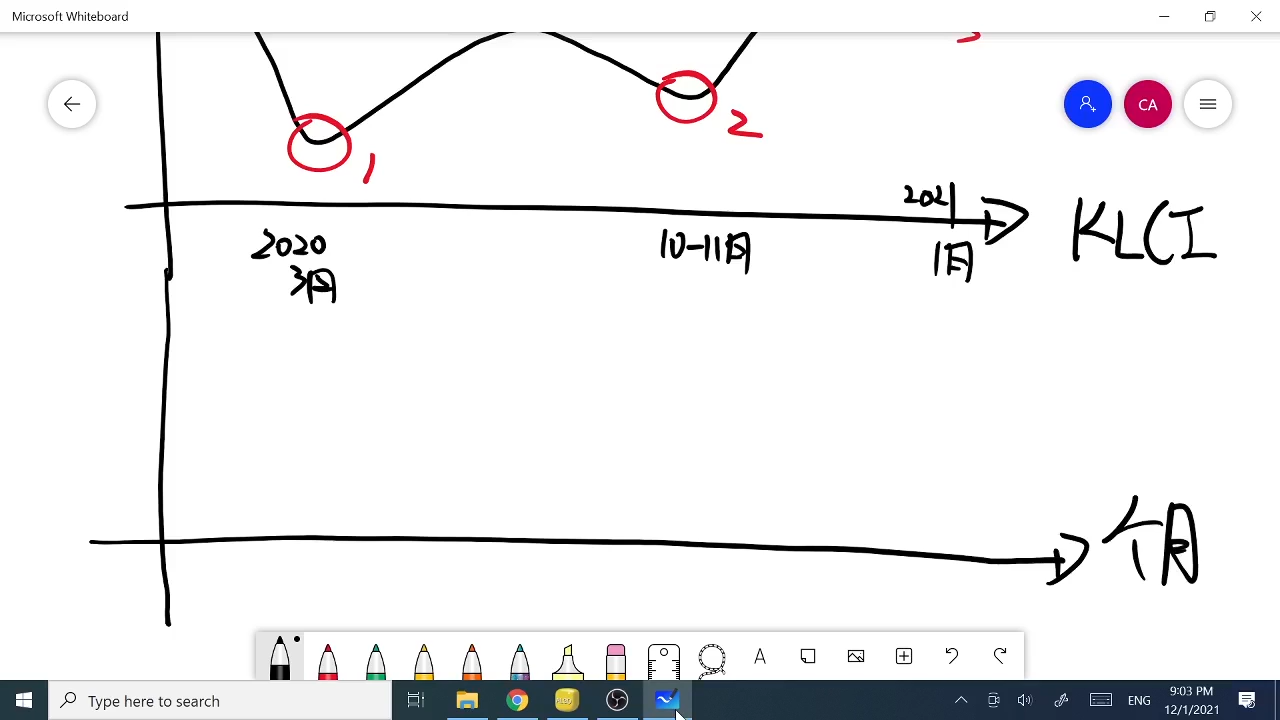 Microsoft Whiteboard
3
CA
2
1
2021
KLCI
2020
3月
10-11月
1月
个月
A
Type here to search
ENG
9:03 PM
12/1/2021